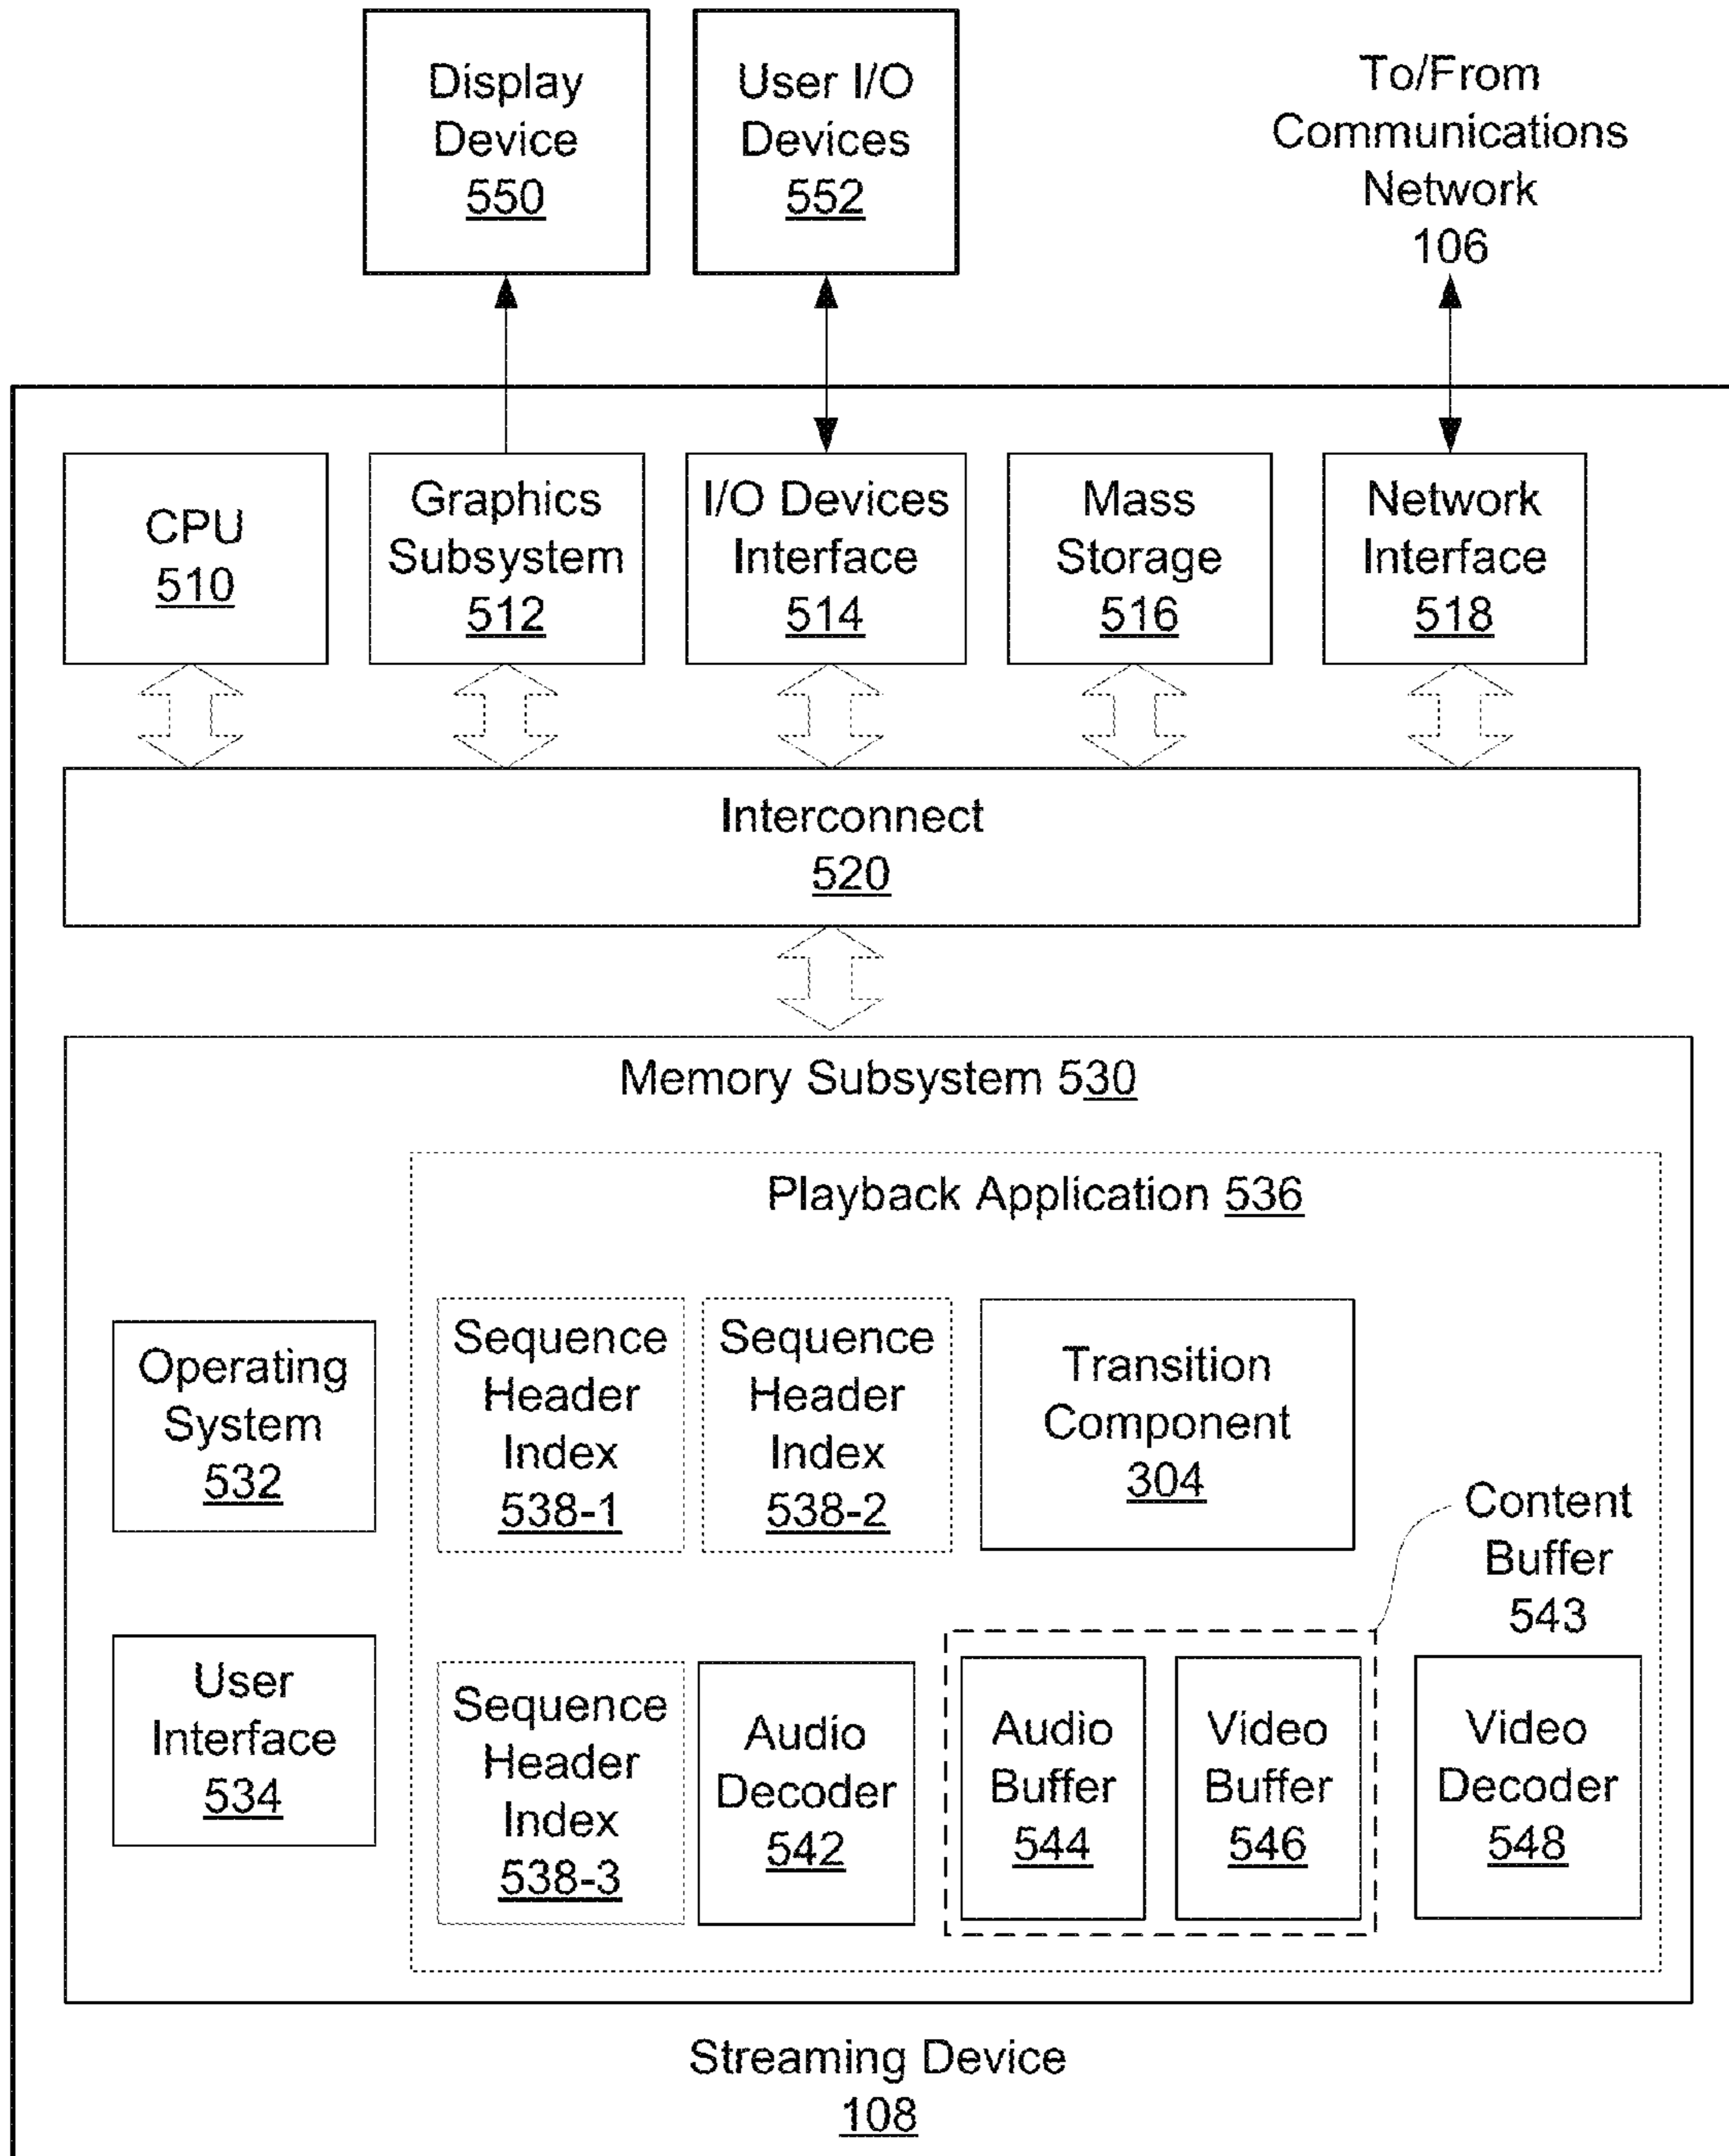 Display
Device
550
User I/O
Devices
552
To/From
Communications
Network
106
CPU
510
Graphics
Subsystem
512
I/O Devices
Interface
514
Mass
Storage
516
Network
Interface
518
Interconnect
520
Memory Subsystem 530
Playback Application 536
Operating
System
532
Sequence
Header
Index
538-1
Sequence
Header
Index
538-2
Transition
Component
304
Content
Buffer
543
User
Interface
534
Sequence
Header
Index
538-3
Audio
Decoder
542
Audio
Buffer
544
Video
Buffer
546
Video
Decoder
548
Streaming Device
108